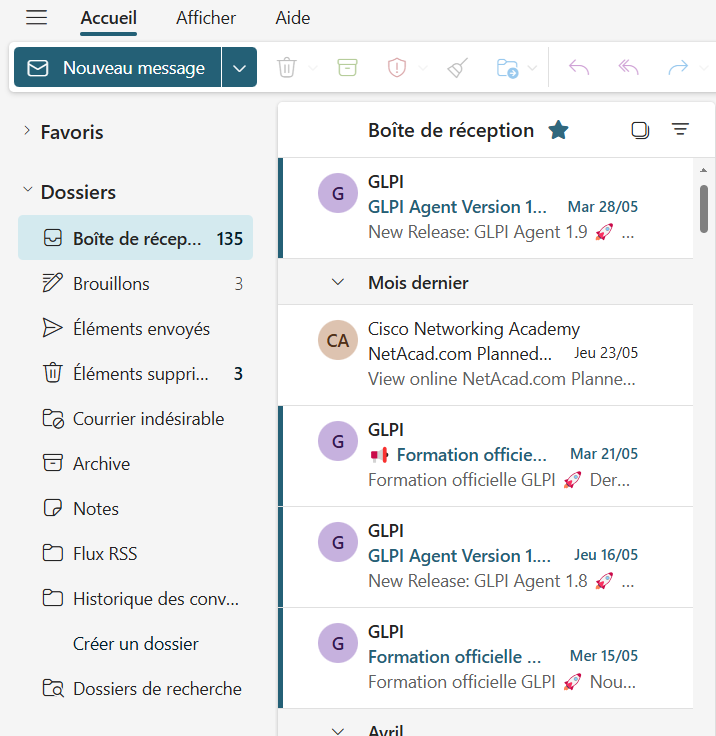 Accueil Afficher Aide
Nouveau message
Favoris
Dossiers
Boîte de récep... 135
Brouillons 3
Éléments envoyés
Éléments suppri... 3
Courrier indésirable
Archive
Notes
Flux RSS
Historique des conv...
Créer un dossier
Dossiers de recherche
Boîte de réception
G
GLPI
GLPI Agent Version 1... Mar 28/05
New Release: GLPI Agent 1.9 🚀 ...
Mois dernier
CA
Cisco Networking Academy
NetAcad.com Planned... Jeu 23/05
View online NetAcad.com Planne...
G
GLPI
📢 Formation officie... Mar 21/05
Formation officielle GLPI 🚀 Der...
G
GLPI
GLPI Agent Version 1.... Jeu 16/05
New Release: GLPI Agent 1.8 🚀 ...
G
GLPI
Formation officielle ... Mer 15/05
Formation officielle GLPI 🚀 Nou...
Avril